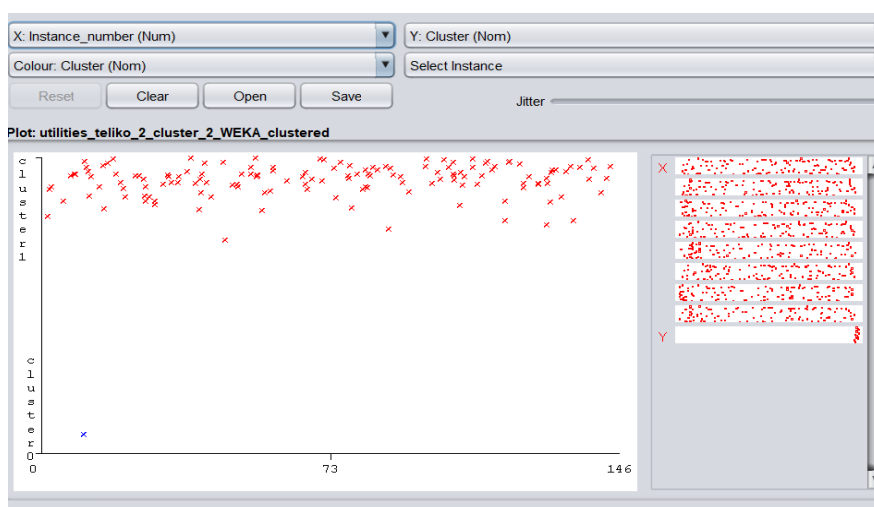 X: Instance_number (Num)
Y: Cluster (Nom)
Colour: Cluster (Nom)
Select Instance
Reset
Clear
Open
Save
Jitter
Plot: utilities_teliko_2_cluster_2_WEKA_clustered
cluster1
cluster0
0
73
146
X
Y